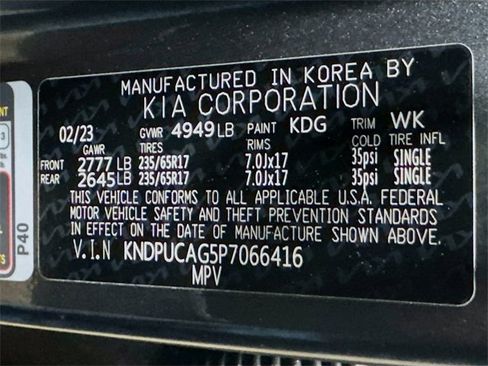 MANUFACTURED IN KOREA BY
KIA CORPORATION
02/23 GVWR 4949 LB PAINT KDG TRIM WK
GAWR TIRES RIMS COLD TIRE INFL
FRONT 2777 LB 235/65R17 7.0Jx17 35psi SINGLE
REAR 2645 LB 235/65R17 7.0Jx17 35psi SINGLE
THIS VEHICLE CONFORMS TO ALL APPLICABLE U.S.A. FEDERAL
MOTOR VEHICLE SAFETY AND THEFT PREVENTION STANDARDS
IN EFFECT ON THE DATE OF MANUFACTURE SHOWN ABOVE.
V.I.N KNDPUCAG5P7066416
MPV
P40